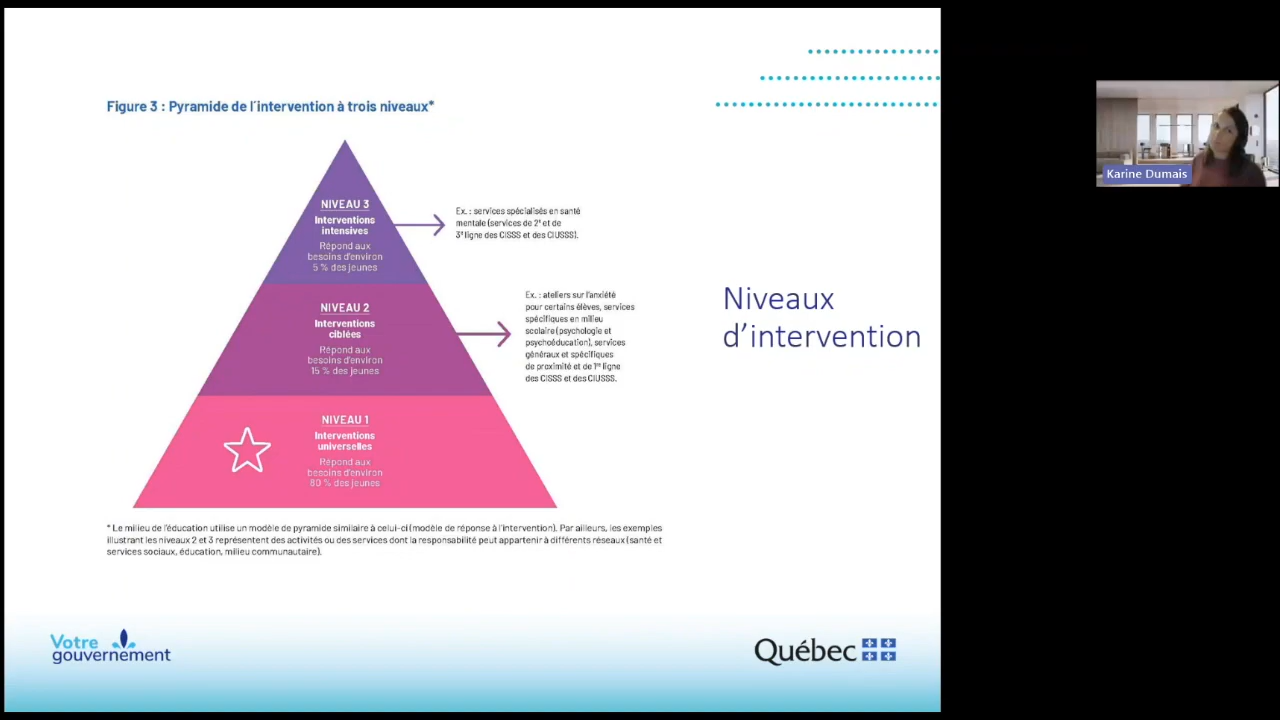 Figure 3 : Pyramide de l'intervention à trois niveaux*
NIVEAU 3
Interventions
intensives
Répond aux
besoins d'environ
5 % des jeunes
Ex. : services spécialisés en santé
mentale (services de 2e et de
3e ligne des CISSS et des CIUSSS).
NIVEAU 2
Interventions
ciblées
Répond aux
besoins d'environ
15 % des jeunes
Ex. : ateliers sur l'anxiété
pour certains élèves, services
spécifiques en milieu
scolaire (psychologie et
psychoéducation), services
généraux et spécifiques
de proximité et de 1re ligne
des CISSS et des CIUSSS.
NIVEAU 1
Interventions
universelles
Répond aux
besoins d'environ
80 % des jeunes
* Le milieu de l'éducation utilise un modèle de pyramide similaire à celui-ci (modèle de réponse à l'intervention). Par ailleurs, les exemples
illustrant les niveaux 2 et 3 représentent des activités ou des services dont la responsabilité peut appartenir à différents réseaux (santé et
services sociaux, éducation, milieu communautaire).
Niveaux
d'intervention
Votre
gouvernement
Québec
Karine Dumais